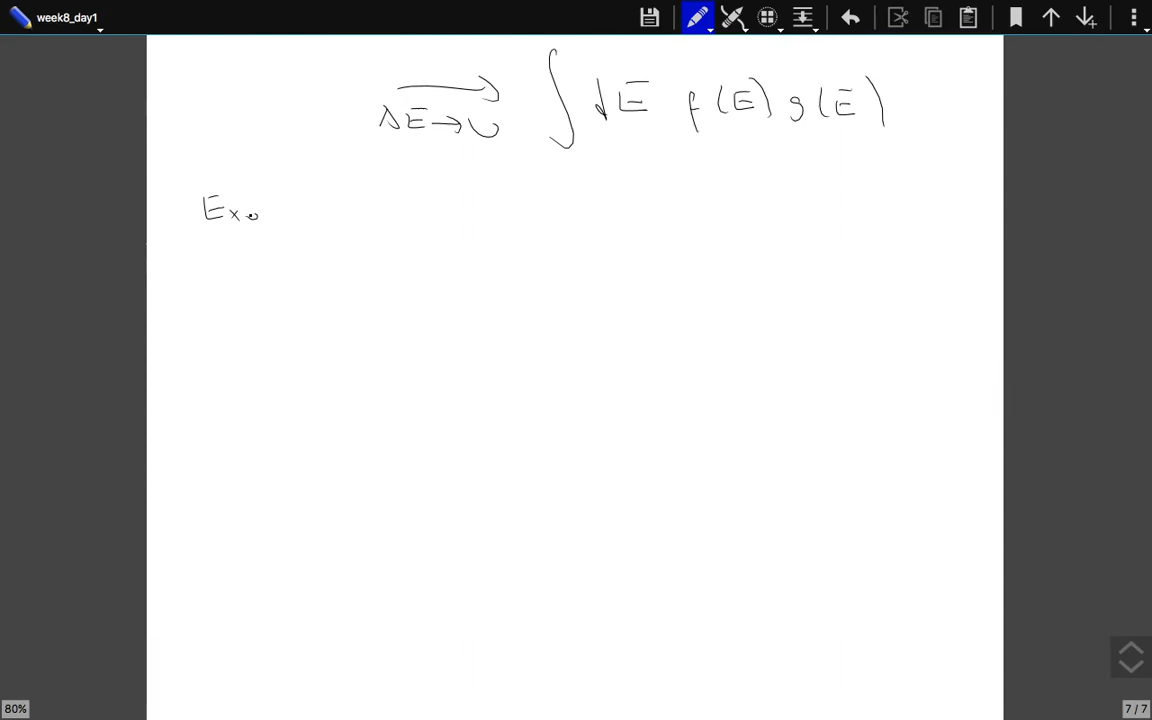 week8_day1
⟶ ∫ dE f(E) g(E)
ΔE→0
Ex
80%
7 / 7